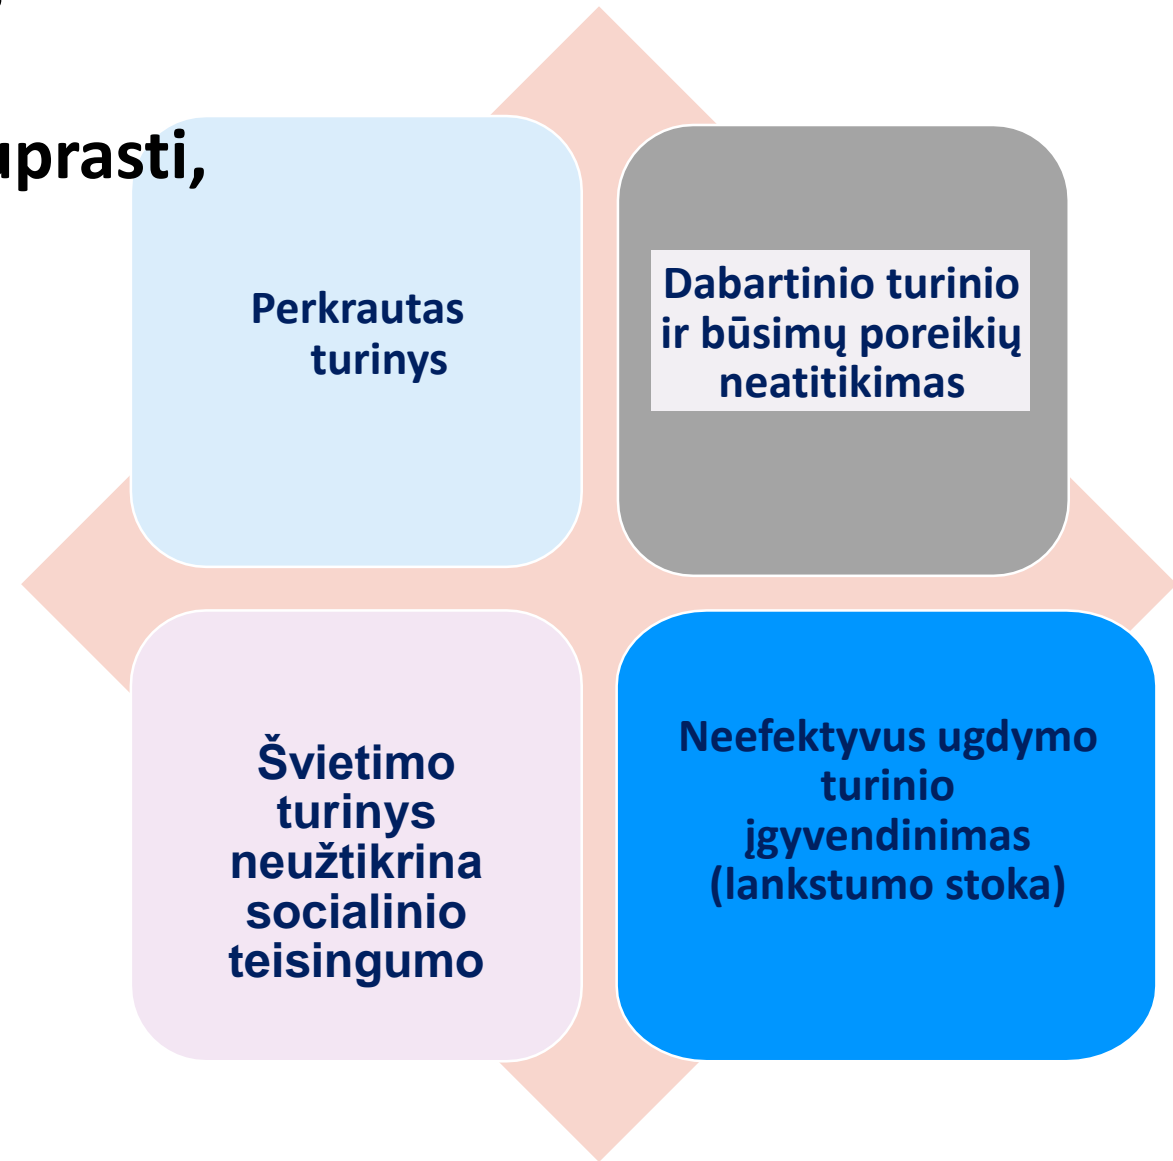 uprasti,
Perkrautas
turinys
Dabartinio turinio
ir būsimų poreikių
neatitikimas
Švietimo
turinys
neužtikrina
socialinio
teisingumo
Neefektyvus ugdymo
turinio
įgyvendinimas
(lankstumo stoka)